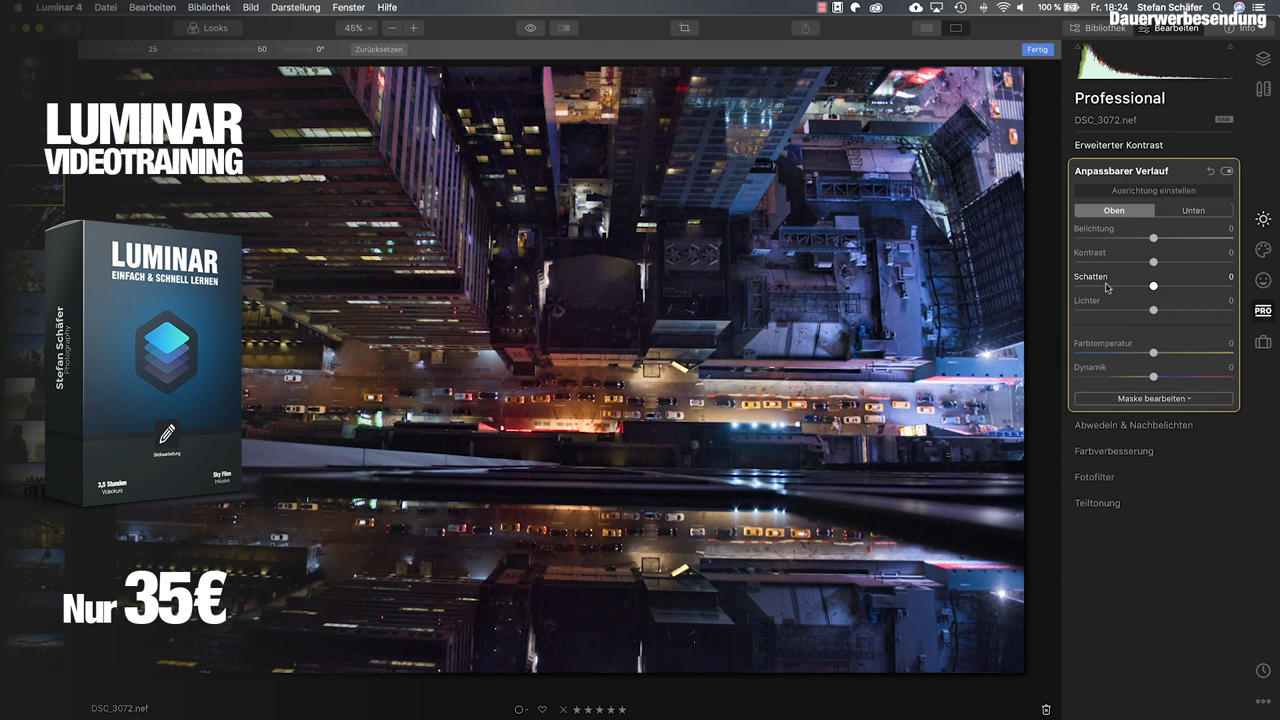 Luminar 4 Datei Bearbeiten Bibliothek Bild Darstellung Fenster Hilfe
100 % Fr. 18:24 Stefan Schäfer
Dauerwerbesendung
Looks 45% Bibliothek Bearbeiten Info
25 50 0° Zurücksetzen Fertig
LUMINAR
VIDEOTRAINING
LUMINAR
EINFACH & SCHNELL LERNEN
Stefan Schäfer
Photography
Bildbearbeitung
3,5 Stunden
Videokurs
Sky Files
Inklusive
Nur 35€
DSC_3072.nef
Professional
DSC_3072.nef RAW
Erweiterter Kontrast
Anpassbarer Verlauf
Ausrichtung einstellen
Oben Unten
Belichtung 0
Kontrast 0
Schatten 0
Lichter 0
Farbtemperatur 0
Dynamik 0
Maske bearbeiten
Abwedeln & Nachbelichten
Farbverbesserung
Fotofilter
Teiltonung
PRO